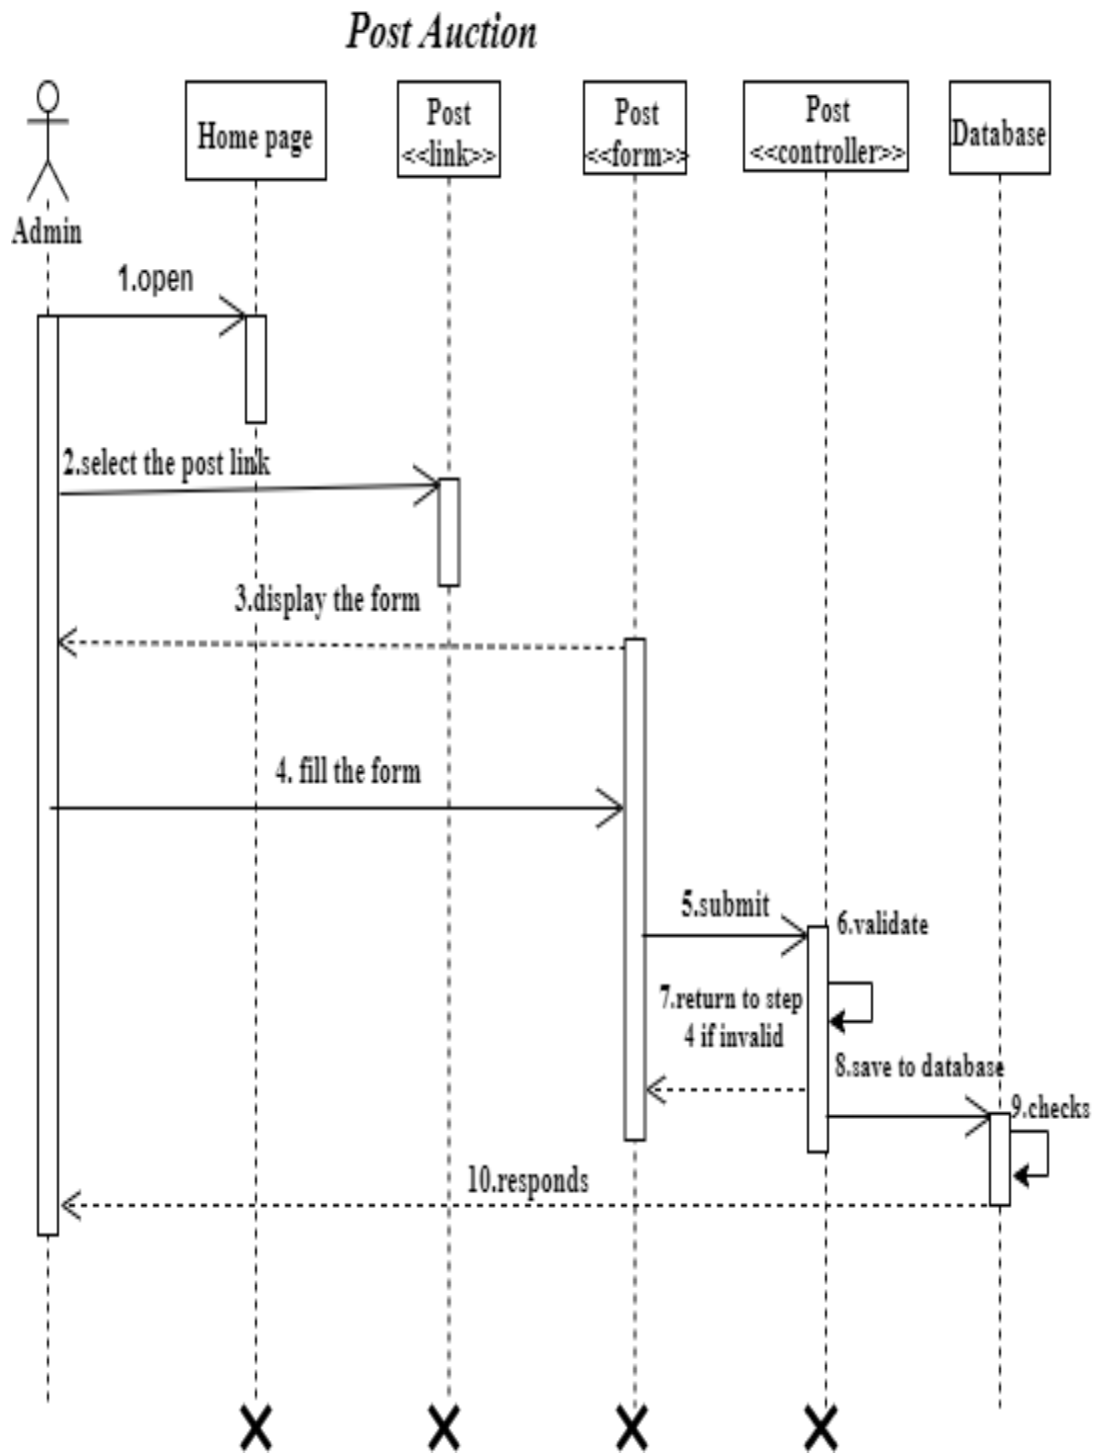 Post Auction
Home page
Post
<<link>>
Post
<<form>>
Post
<<controller>>
Database
Admin
1.open
2.select the post link
3.display the form
4. fill the form
5.submit
6.validate
7.return to step
4 if invalid
8.save to database
9.checks
10.responds